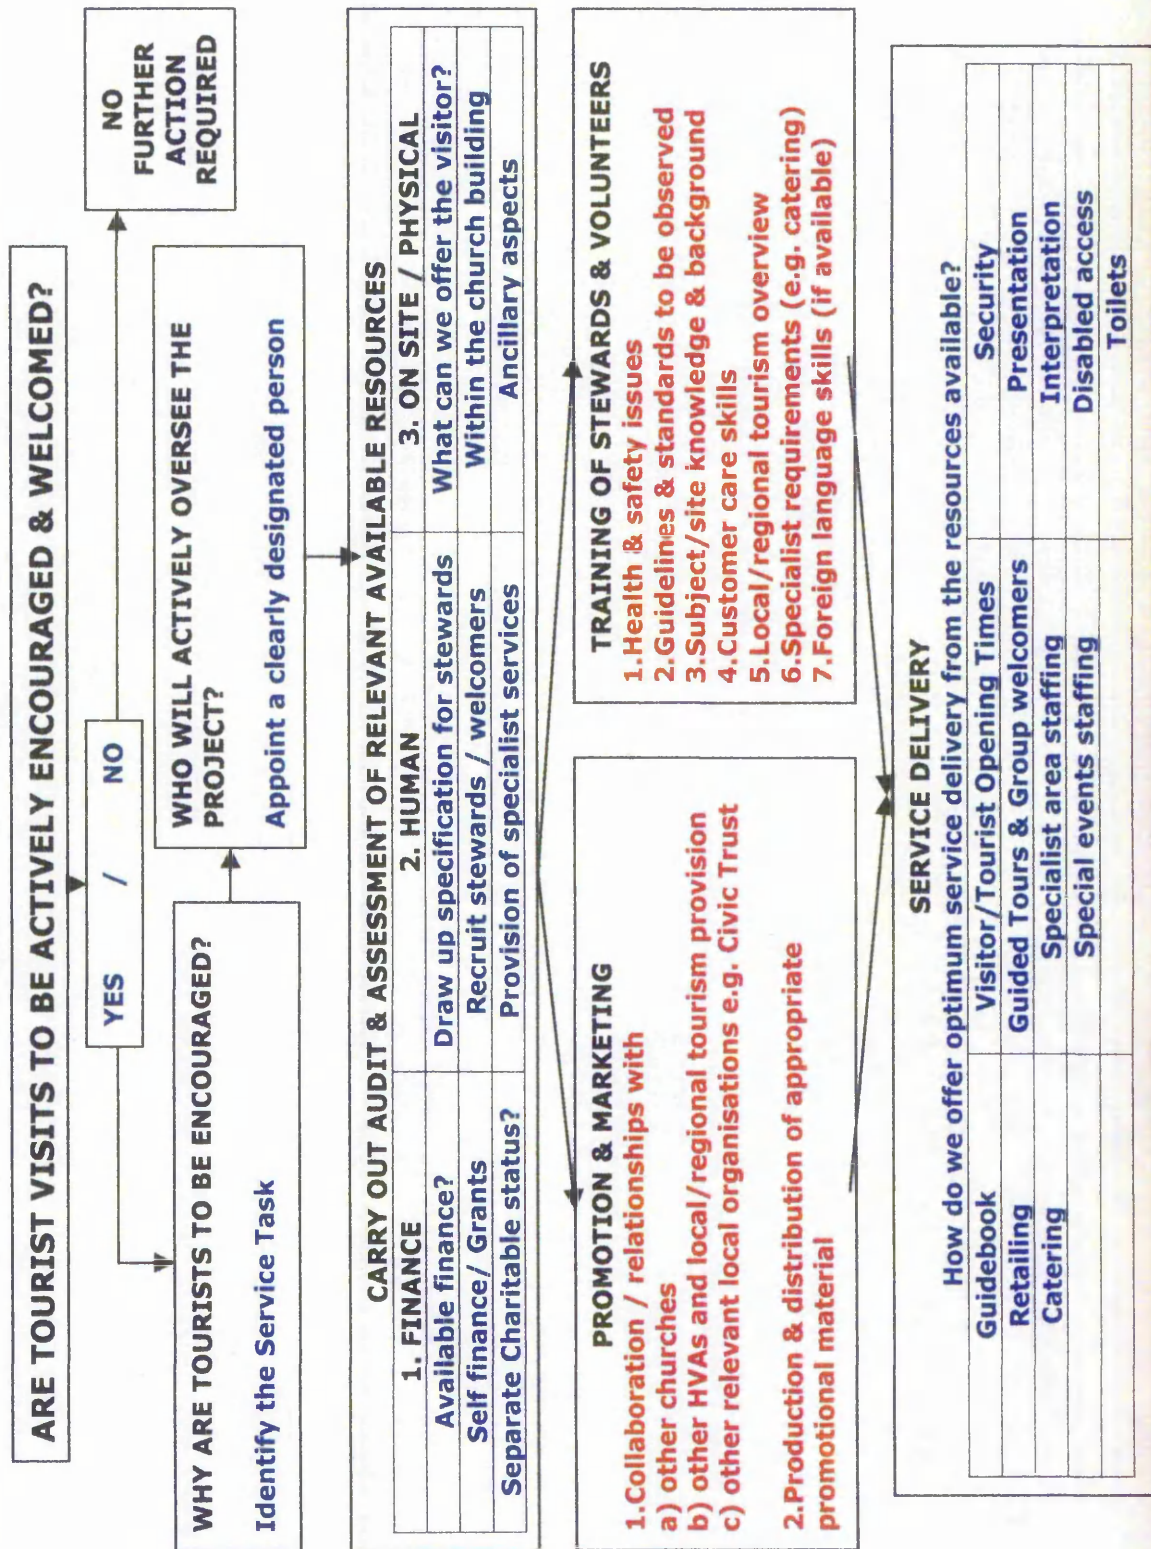 ARE TOURIST VISITS TO BE ACTIVELY ENCOURAGED & WELCOMED?
YES / NO
NO
FURTHER
ACTION
REQUIRED
WHY ARE TOURISTS TO BE ENCOURAGED?
Identify the Service Task
WHO WILL ACTIVELY OVERSEE THE
PROJECT?
Appoint a clearly designated person
CARRY OUT AUDIT & ASSESSMENT OF RELEVANT AVAILABLE RESOURCES
1. FINANCE
Available finance?
Self finance/ Grants
Separate Charitable status?
2. HUMAN
Draw up specification for stewards
Recruit stewards / welcomers
Provision of specialist services
3. ON SITE / PHYSICAL
What can we offer the visitor?
Within the church building
Ancillary aspects
PROMOTION & MARKETING
1.Collaboration / relationships with
a) other churches
b) other HVAs and local/regional tourism provision
c) other relevant local organisations e.g. Civic Trust
2.Production & distribution of appropriate
promotional material
TRAINING OF STEWARDS & VOLUNTEERS
1.Health & safety issues
2.Guidelines & standards to be observed
3.Subject/site knowledge & background
4.Customer care skills
5.Local/regional tourism overview
6.Specialist requirements (e.g. catering)
7.Foreign language skills (if available)
SERVICE DELIVERY
How do we offer optimum service delivery from the resources available?
Guidebook
Retailing
Catering
Visitor/Tourist Opening Times
Guided Tours & Group welcomers
Specialist area staffing
Special events staffing
Security
Presentation
Interpretation
Disabled access
Toilets